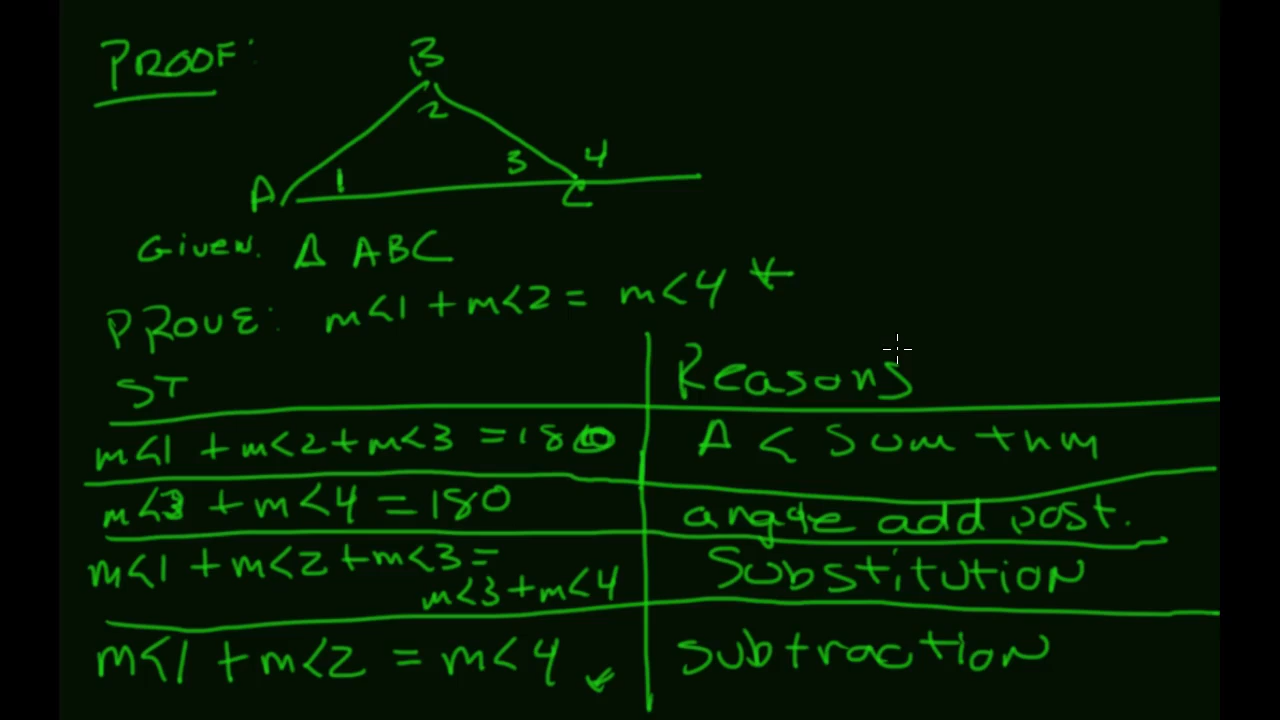 PROOF:
B
2
3 4
A 1
C
Given. Δ ABC
PROVE: m<1 + m<2 = m<4
ST Reasons
m<1 + m<2 + m<3 = 180 Δ < Sum thm
m<3 + m<4 = 180 angle add post.
m<1 + m<2 + m<3 = Substitution
m<3 + m<4
m<1 + m<2 = m<4 subtraction